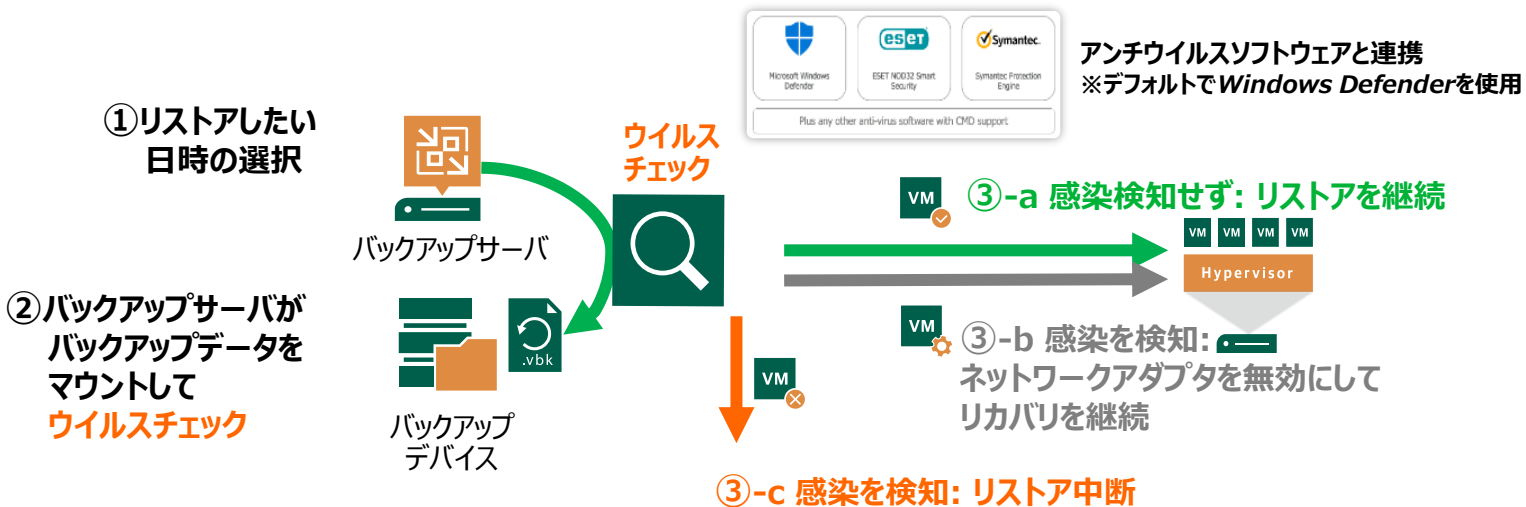 Microsoft Windows
Defender
eset
ESET NOD32 Smart
Security
Symantec.
Symantec Protection
Engine
Plus any other anti-virus software with CMD support
アンチウイルスソフトウェアと連携
※デフォルトでWindows Defenderを使用
①リストアしたい
日時の選択
バックアップサーバ
ウイルス
チェック
VM
③-a 感染検知せず: リストアを継続
VM VM VM VM
Hypervisor
②バックアップサーバが
バックアップデータを
マウントして
ウイルスチェック
.vbk
バックアップ
デバイス
VM
③-b 感染を検知:
ネットワークアダプタを無効にして
リカバリを継続
VM
③-c 感染を検知: リストア中断